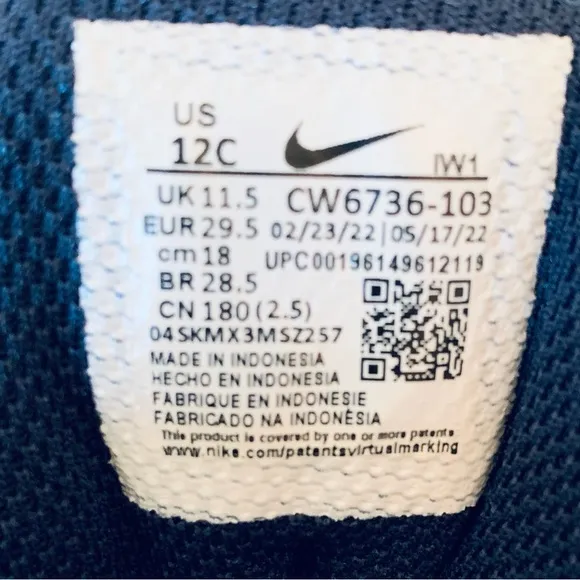 US
12C
IW1
UK 11.5 CW6736-103
EUR 29.5 02/23/22 | 05/17/22
cm 18 UPC00196149612119
BR 28.5
CN 180 (2.5)
04SKMX3MSZ257
MADE IN INDONESIA
HECHO EN INDONESIA
FABRIQUE EN INDONESIE
FABRICADO NA INDONÉSIA
This product is covered by one or more patents
www.nike.com/patentsvirtualmarking